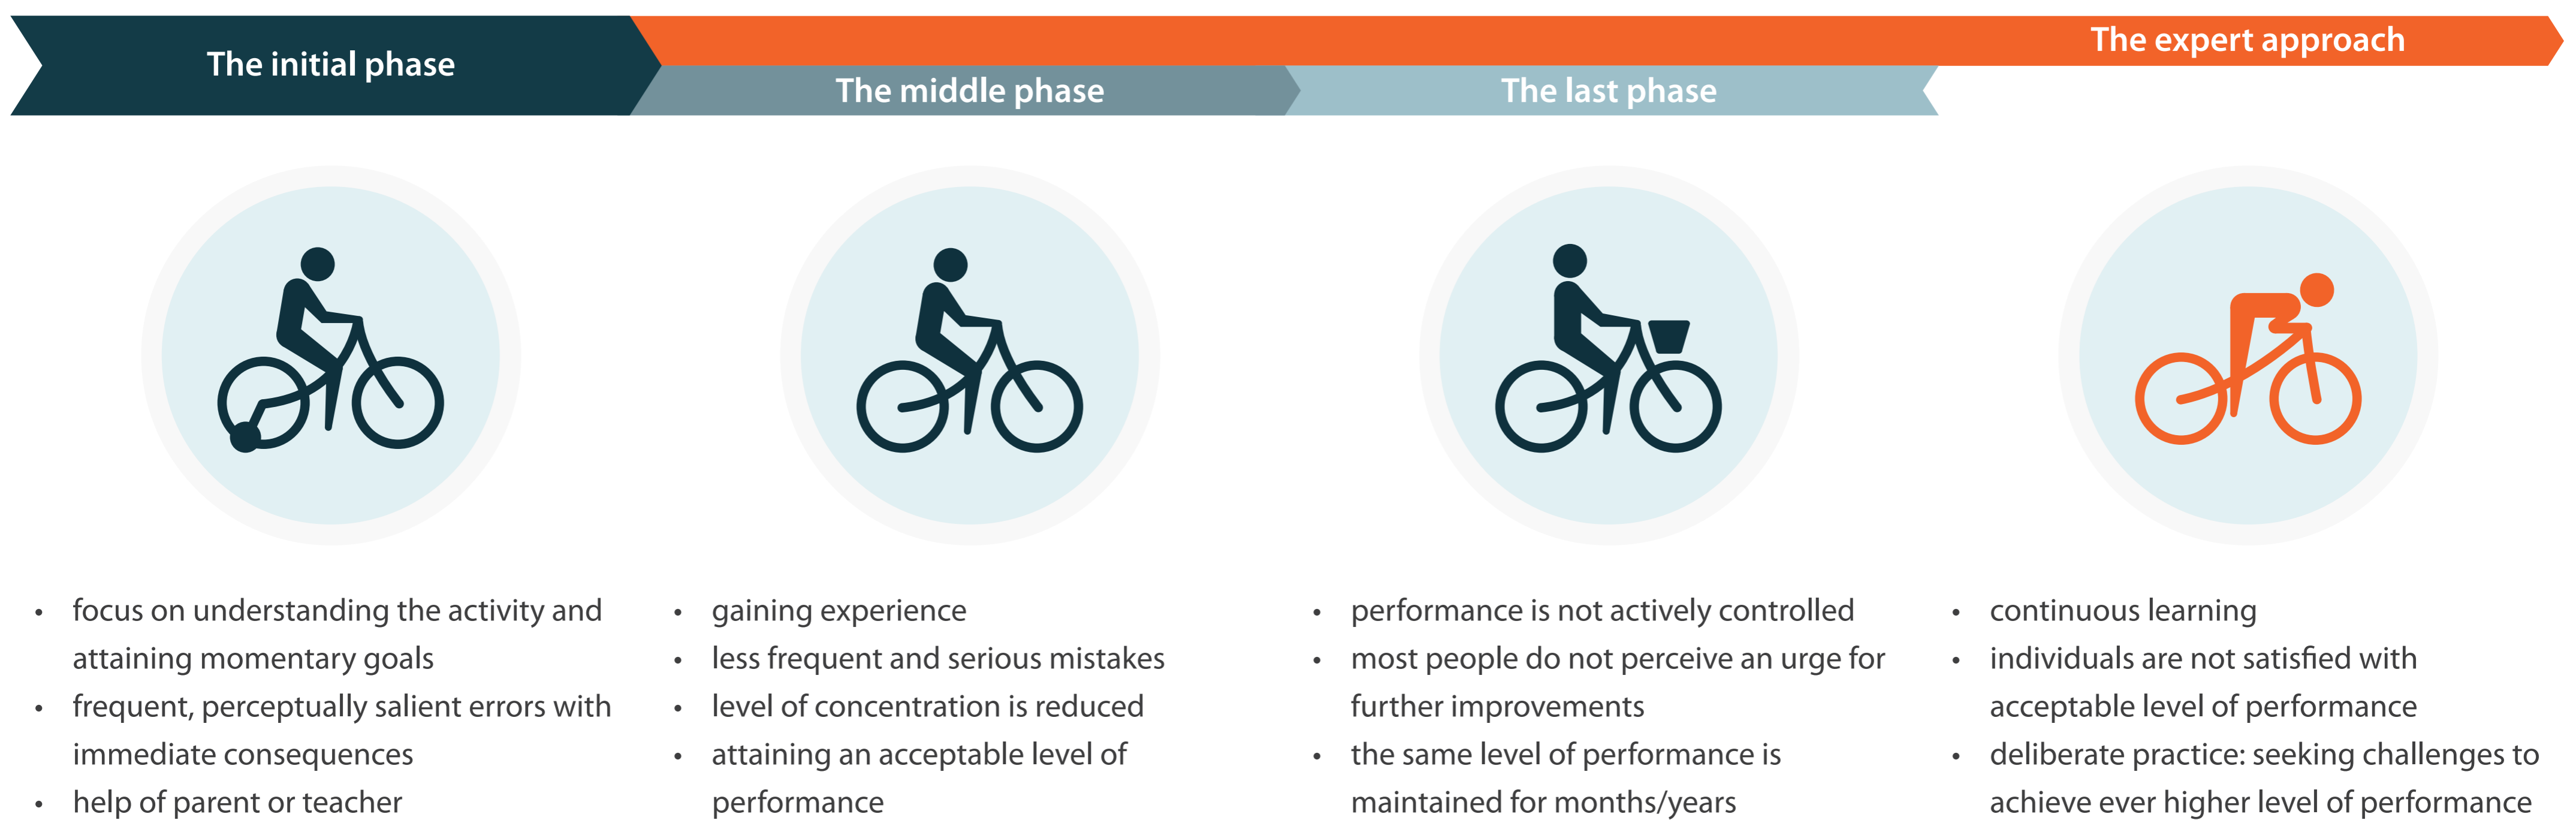 The initial phase
The expert approach
The middle phase
The last phase
• focus on understanding the activity and
attaining momentary goals
• frequent, perceptually salient errors with
immediate consequences
• help of parent or teacher
• gaining experience
• less frequent and serious mistakes
• level of concentration is reduced
• attaining an acceptable level of
performance
• performance is not actively controlled
• most people do not perceive an urge for
further improvements
• the same level of performance is
maintained for months/years
• continuous learning
• individuals are not satisfied with
acceptable level of performance
• deliberate practice: seeking challenges to
achieve ever higher level of performance